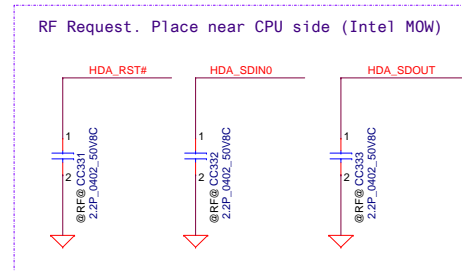 RF Request. Place near CPU side (Intel MOW)
HDA_RST#
HDA_SDIN0
HDA_SDOUT
1
2
@RF@ CC331
2.2P_0402_50V8C
1
2
@RF@ CC332
2.2P_0402_50V8C
1
2
@RF@ CC333
2.2P_0402_50V8C